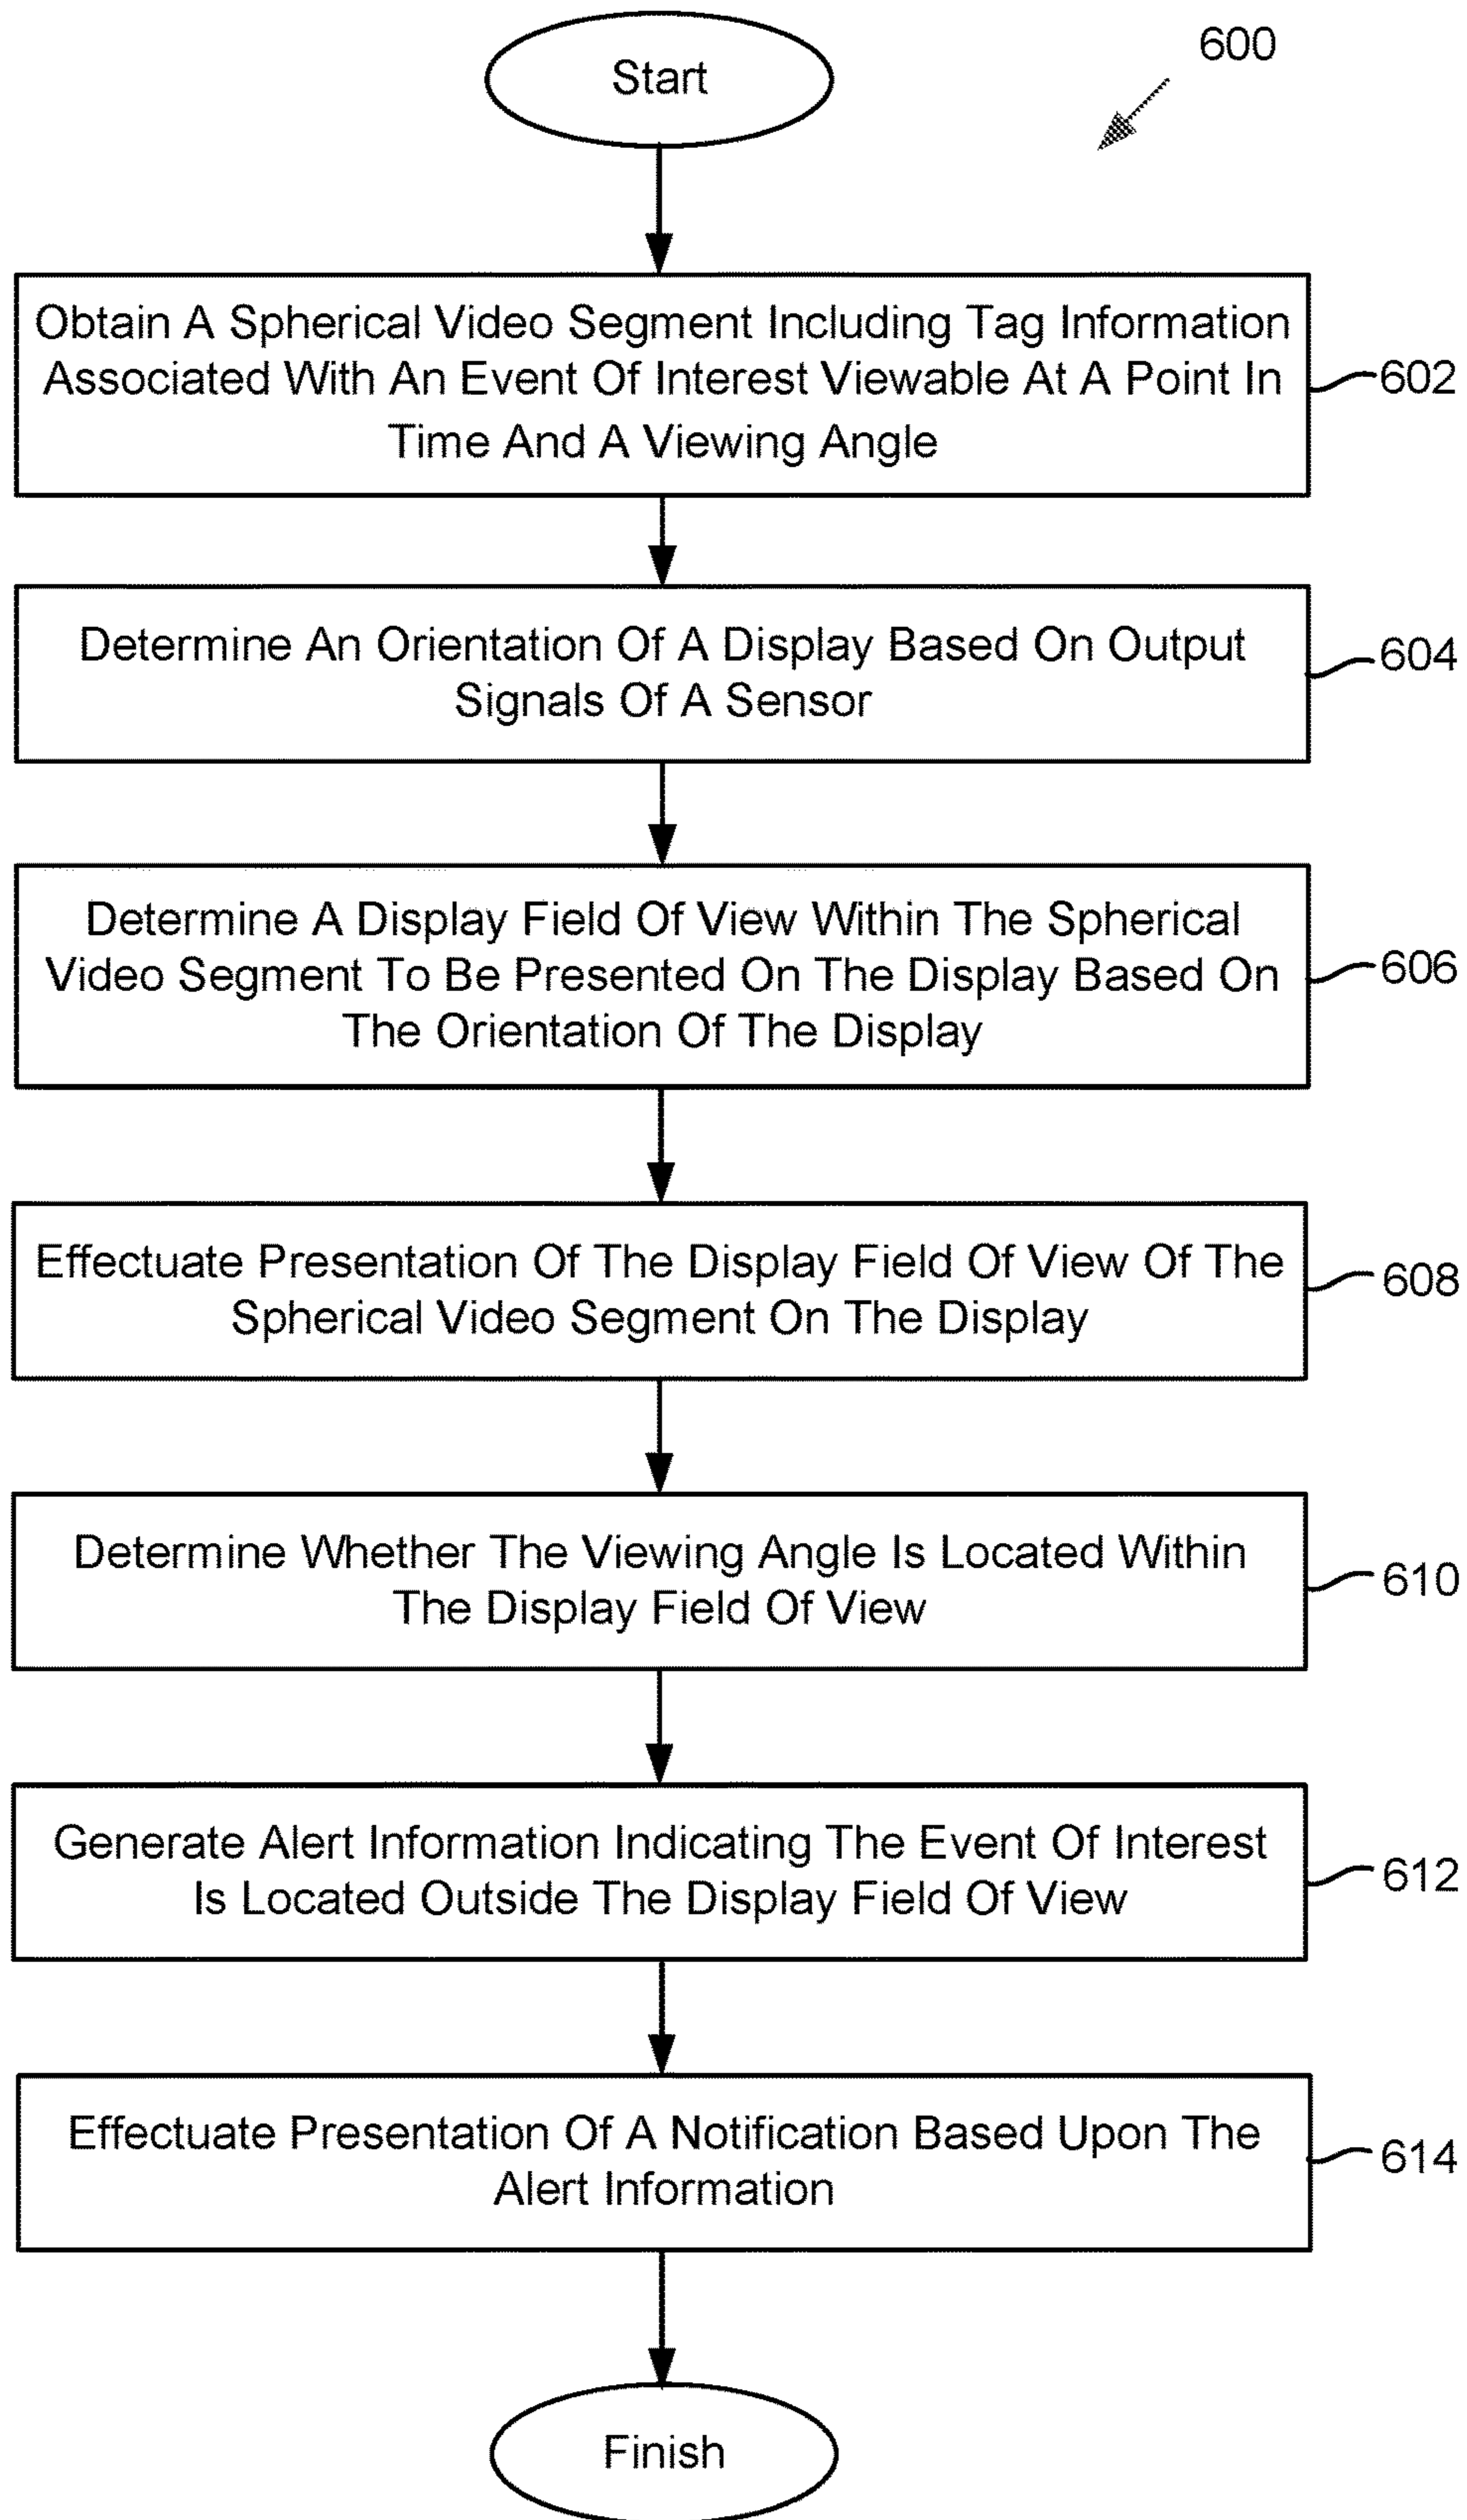 600
Start
Obtain A Spherical Video Segment Including Tag Information
Associated With An Event Of Interest Viewable At A Point In
Time And A Viewing Angle
602
Determine An Orientation Of A Display Based On Output
Signals Of A Sensor
604
Determine A Display Field Of View Within The Spherical
Video Segment To Be Presented On The Display Based On
The Orientation Of The Display
606
Effectuate Presentation Of The Display Field Of View Of The
Spherical Video Segment On The Display
608
Determine Whether The Viewing Angle Is Located Within
The Display Field Of View
610
Generate Alert Information Indicating The Event Of Interest
Is Located Outside The Display Field Of View
612
Effectuate Presentation Of A Notification Based Upon The
Alert Information
614
Finish